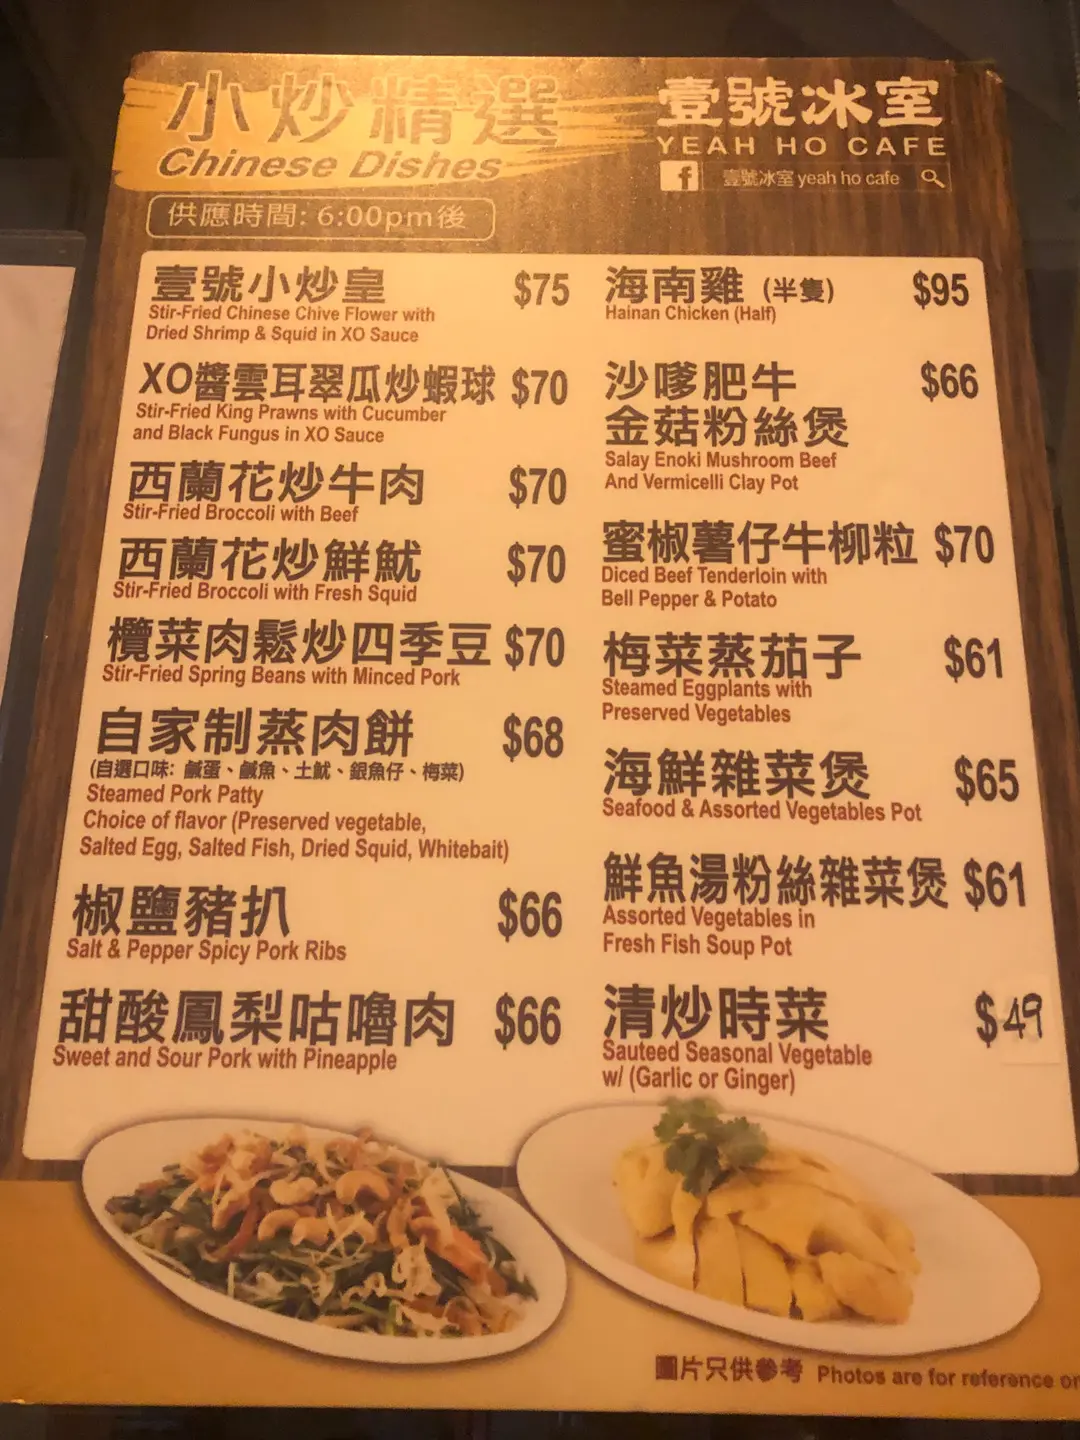 小炒精選
Chinese Dishes
供應時間: 6:00pm後
壹號冰室
YEAH HO CAFE
f 壹號冰室 yeah ho cafe
壹號小炒皇 $75
Stir-Fried Chinese Chive Flower with
Dried Shrimp & Squid in XO Sauce
XO醬雲耳翠瓜炒蝦球 $70
Stir-Fried King Prawns with Cucumber
and Black Fungus in XO Sauce
西蘭花炒牛肉 $70
Stir-Fried Broccoli with Beef
西蘭花炒鮮魷 $70
Stir-Fried Broccoli with Fresh Squid
欖菜肉鬆炒四季豆 $70
Stir-Fried Spring Beans with Minced Pork
自家制蒸肉餅 $68
(自選口味: 鹹蛋、鹹魚、土魷、銀魚仔、梅菜)
Steamed Pork Patty
Choice of flavor (Preserved vegetable,
Salted Egg, Salted Fish, Dried Squid, Whitebait)
椒鹽豬扒 $66
Salt & Pepper Spicy Pork Ribs
甜酸鳳梨咕嚕肉 $66
Sweet and Sour Pork with Pineapple
海南雞 (半隻) $95
Hainan Chicken (Half)
沙嗲肥牛 $66
金菇粉絲煲
Salay Enoki Mushroom Beef
And Vermicelli Clay Pot
蜜椒薯仔牛柳粒 $70
Diced Beef Tenderloin with
Bell Pepper & Potato
梅菜蒸茄子 $61
Steamed Eggplants with
Preserved Vegetables
海鮮雜菜煲 $65
Seafood & Assorted Vegetables Pot
鮮魚湯粉絲雜菜煲 $61
Assorted Vegetables in
Fresh Fish Soup Pot
清炒時菜 $49
Sauteed Seasonal Vegetable
w/ (Garlic or Ginger)
圖片只供參考 Photos are for reference on